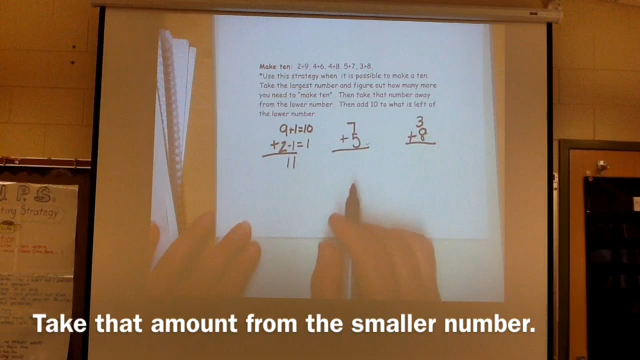 Make ten: 2+9, 4+6, 4+8, 5+7, 3+8,
*Use this strategy when it is possible to make a ten.
Take the largest number and figure out how many more
you need to "make ten". Then take that number away
from the lower number. Then add 10 to what is left of
the lower number.
9+1=10
+2-1=1
11
7
+5
3
+8
P.S.
ting Strategy
Take that amount from the smaller number.